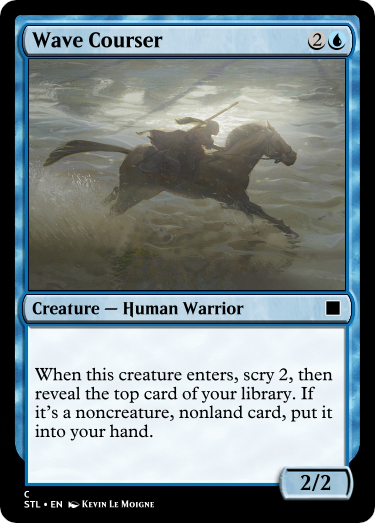 Wave Courser 2
Creature — Human Warrior
When this creature enters, scry 2, then
reveal the top card of your library. If
it's a noncreature, nonland card, put it
into your hand.
2/2
C
STL • EN Kevin Le Moigne